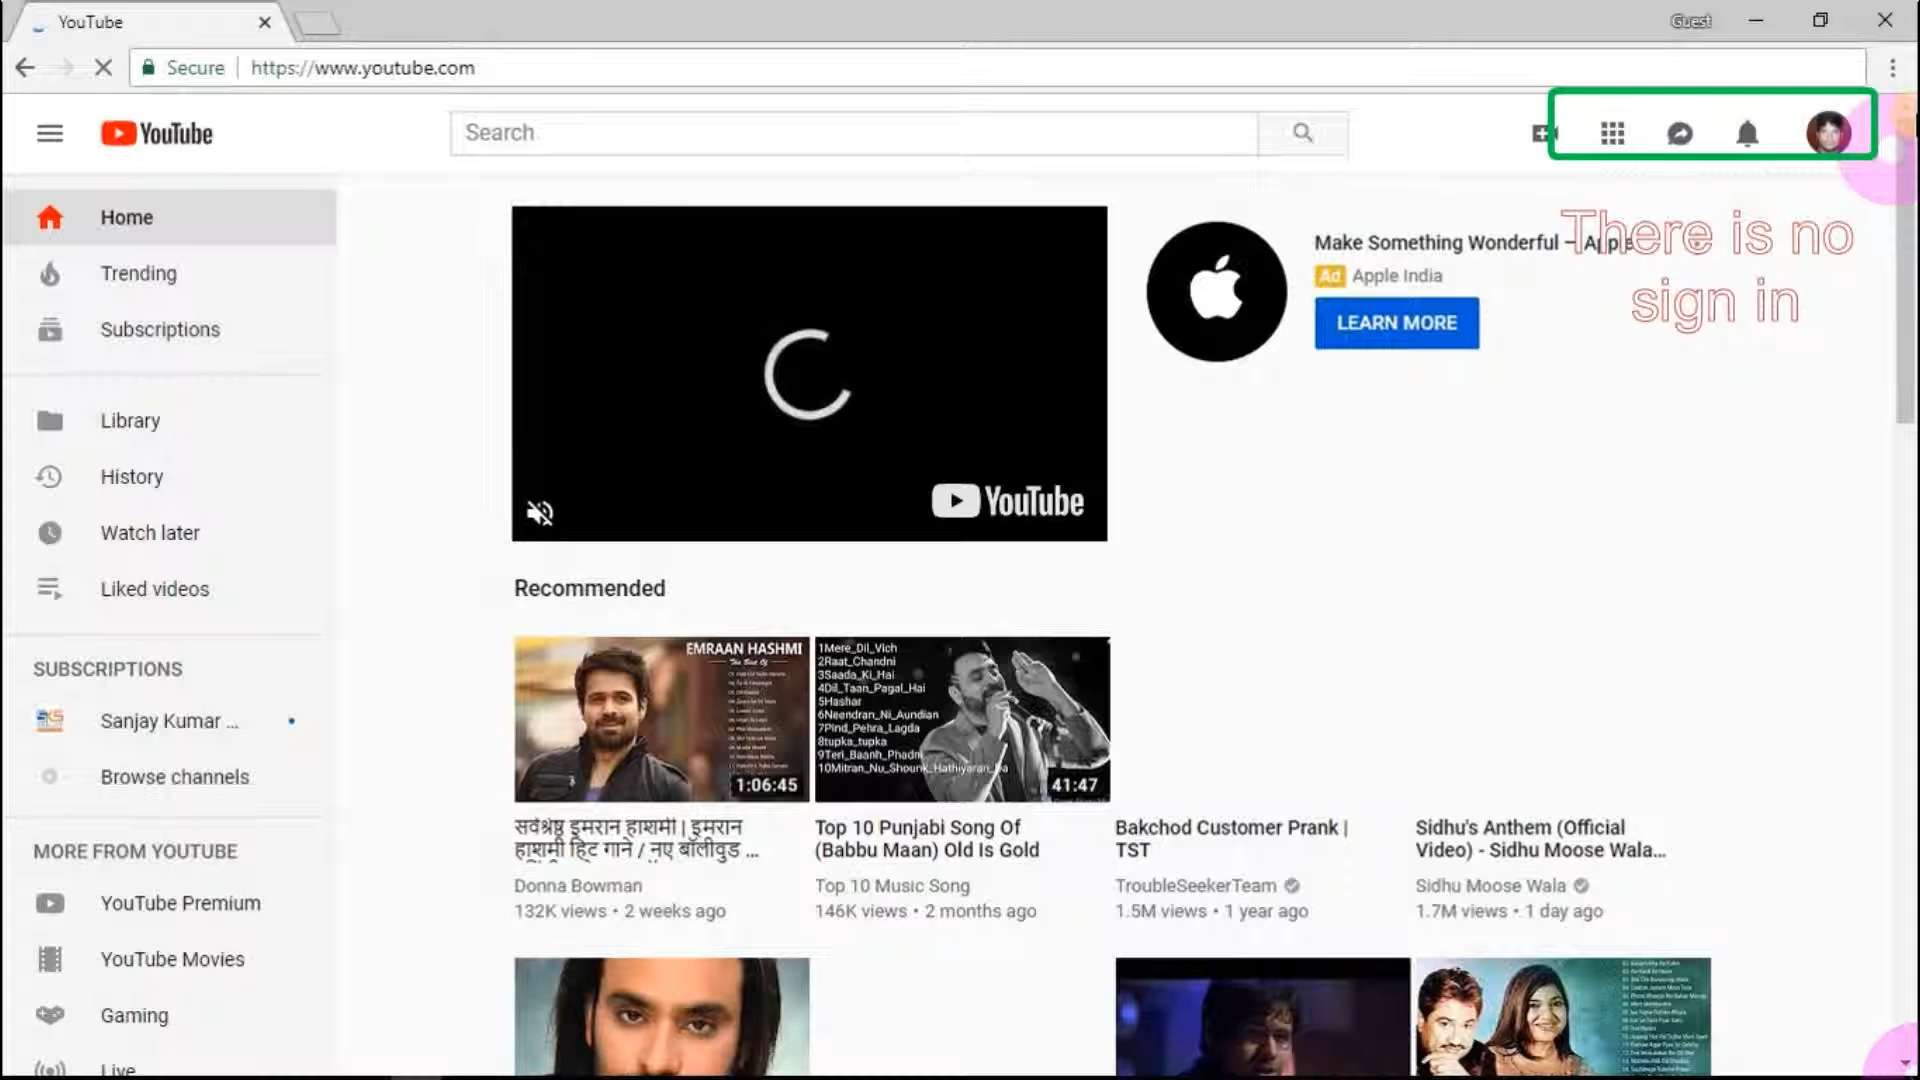 YouTube
Guest
Secure
https://www.youtube.com
YouTube
Search
Home
Trending
Subscriptions
Library
History
Watch later
Liked videos
SUBSCRIPTIONS
Sanjay Kumar ...
Browse channels
MORE FROM YOUTUBE
YouTube Premium
YouTube Movies
Gaming
Live
YouTube
Make Something Wonderful – Apple
Ad Apple India
LEARN MORE
There is no
sign in
Recommended
EMRAAN HASHMI
The Best Of
1:06:45
1Mere_Dil_Vich
2Raat_Chandni
3Saada_Ki_Hai
4Dil_Taan_Pagal_Hai
5Hashar
6Neendran_Ni_Aundian
7Pind_Pehra_Lagda
8tupka_tupka
9Teri_Baanh_Phadni
10Mitran_Nu_Shounk_Hathiyaran_Da
41:47
सर्वश्रेष्ठ इमरान हाशमी | इमरान
हाशमी हिट गाने / नए बॉलीवुड ...
Donna Bowman
132K views • 2 weeks ago
Top 10 Punjabi Song Of
(Babbu Maan) Old Is Gold
Top 10 Music Song
146K views • 2 months ago
Bakchod Customer Prank |
TST
TroubleSeekerTeam
1.5M views • 1 year ago
Sidhu's Anthem (Official
Video) - Sidhu Moose Wala...
Sidhu Moose Wala
1.7M views • 1 day ago